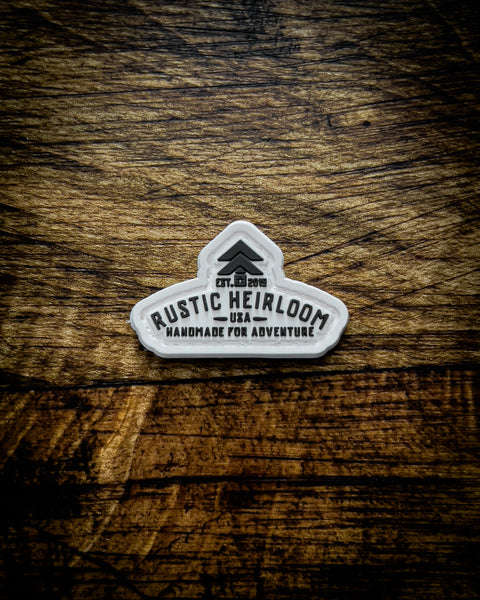 EST. 2019
RUSTIC HEIRLOOM
USA
HANDMADE FOR ADVENTURE